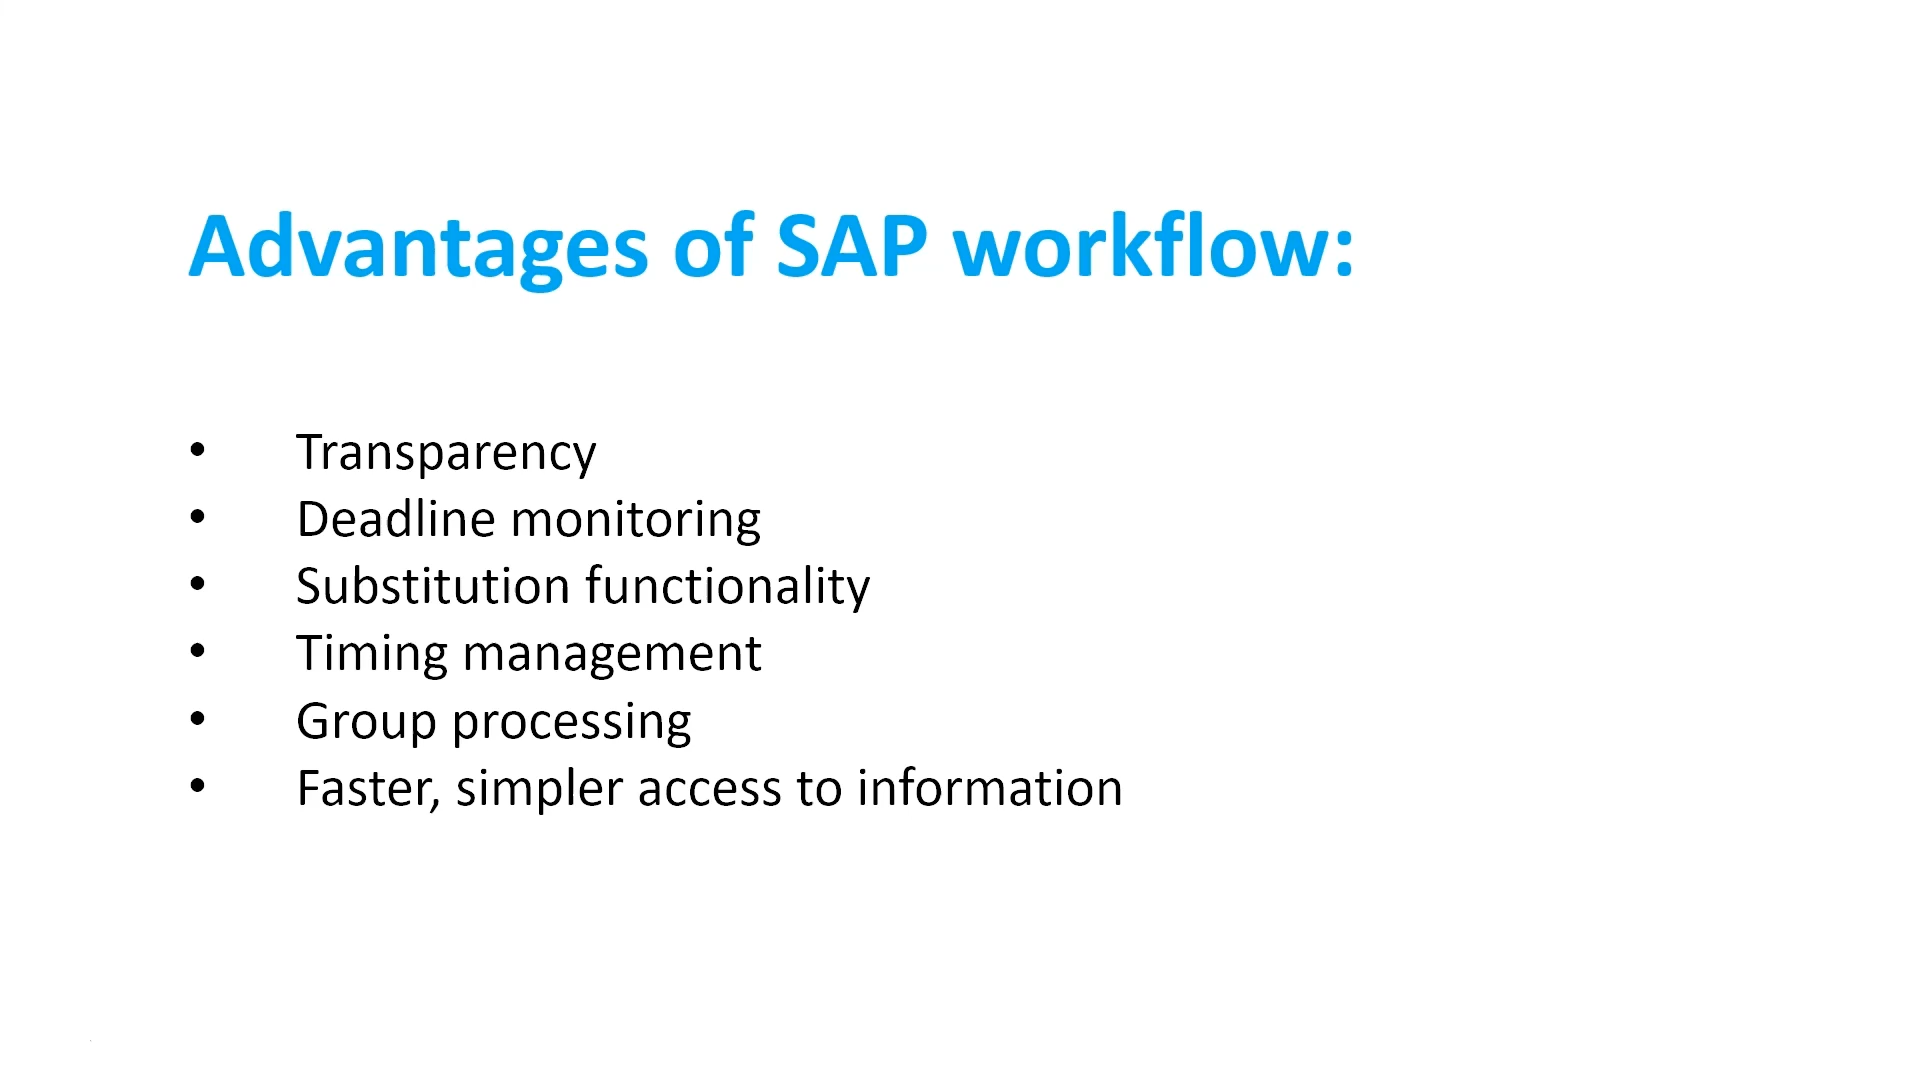 Advantages of SAP workflow:
• Transparency
• Deadline monitoring
• Substitution functionality
• Timing management
• Group processing
• Faster, simpler access to information